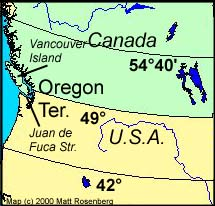 Vancouver
Island
Canada
54°40'
Oregon
Ter.
49°
Juan de
Fuca Str.
U.S.A.
42°
Map (c) 2000 Matt Rosenberg